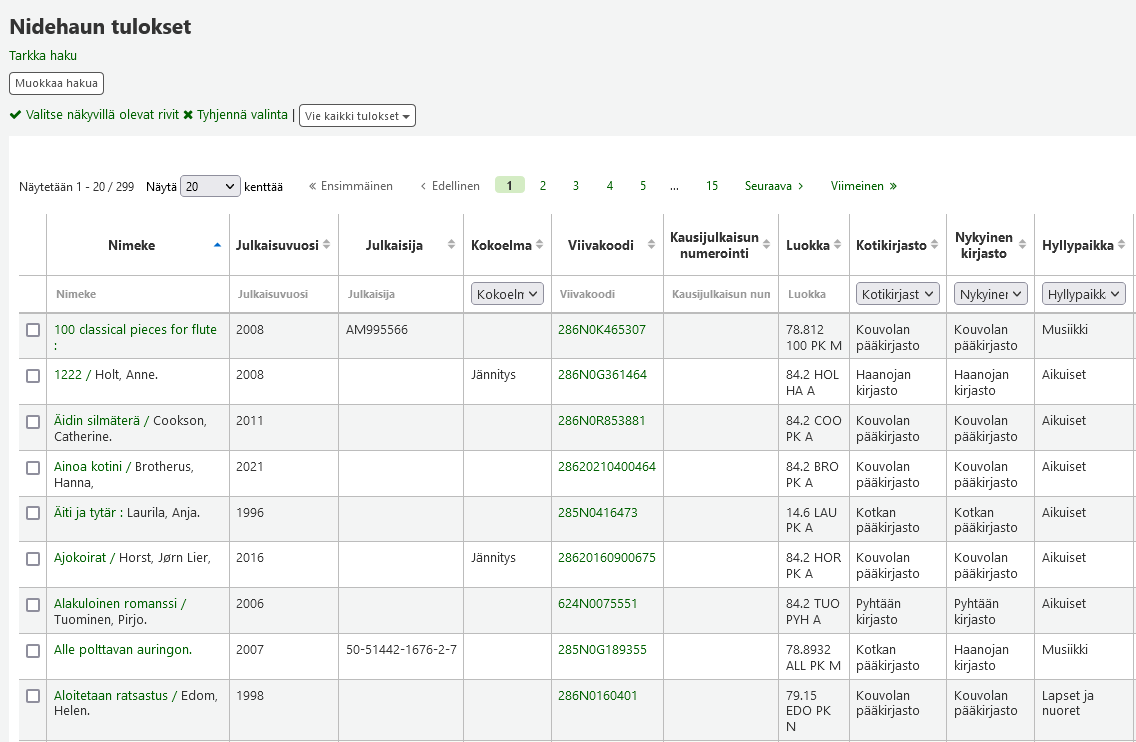 Nidehaun tulokset
Tarkka haku
Muokkaa hakua
Valitse näkyvillä olevat rivit Tyhjennä valinta | Vie kaikki tulokset
Näytetään 1 - 20 / 299 Näytä 20 kenttää « Ensimmäinen ‹ Edellinen 1 2 3 4 5 ... 15 Seuraava › Viimeinen »
Nimeke Julkaisuvuosi Julkaisija Kokoelma Viivakoodi Kausijulkaisun numerointi Luokka Kotikirjasto Nykyinen kirjasto Hyllypaikka
Nimeke Julkaisuvuosi Julkaisija Kokoelm Viivakoodi Kausijulkaisun num Luokka Kotikirjast Nykyiner Hyllypaikk
100 classical pieces for flute : 2008 AM995566 286N0K465307 78.812 100 PK M Kouvolan pääkirjasto Kouvolan pääkirjasto Musiikki
1222 / Holt, Anne. 2008 Jännitys 286N0G361464 84.2 HOL HA A Haanojan kirjasto Haanojan kirjasto Aikuiset
Äidin silmäterä / Cookson, Catherine. 2011 286N0R853881 84.2 COO PK A Kouvolan pääkirjasto Kouvolan pääkirjasto Aikuiset
Ainoa kotini / Brotherus, Hanna, 2021 28620210400464 84.2 BRO PK A Kouvolan pääkirjasto Kouvolan pääkirjasto Aikuiset
Äiti ja tytär : Laurila, Anja. 1996 285N0416473 14.6 LAU PK A Kotkan pääkirjasto Kotkan pääkirjasto Aikuiset
Ajokoirat / Horst, Jørn Lier, 2016 Jännitys 28620160900675 84.2 HOR PK A Kouvolan pääkirjasto Kouvolan pääkirjasto Aikuiset
Alakuloinen romanssi / Tuominen, Pirjo. 2006 624N0075551 84.2 TUO PYH A Pyhtään kirjasto Pyhtään kirjasto Aikuiset
Alle polttavan auringon. 2007 50-51442-1676-2-7 285N0G189355 78.8932 ALL PK M Kotkan pääkirjasto Haanojan kirjasto Musiikki
Aloitetaan ratsastus / Edom, Helen. 1998 286N0160401 79.15 EDO PK N Kouvolan pääkirjasto Kouvolan pääkirjasto Lapset ja nuoret